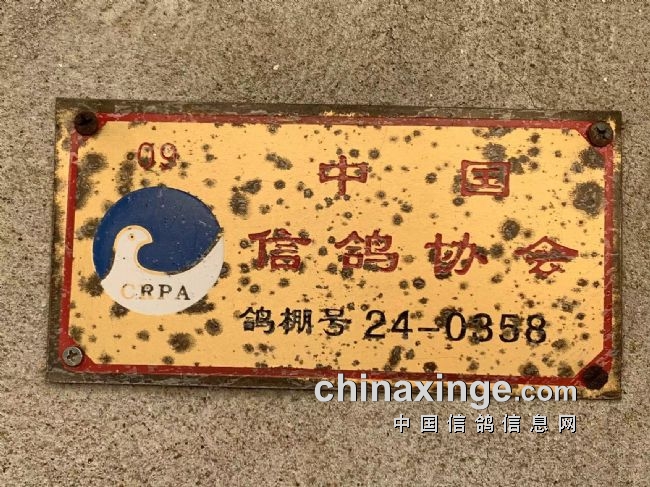 09
中国
信鸽协会
CRPA
鸽棚号 24-0358
chinaxinge.com
中国信鸽信息网